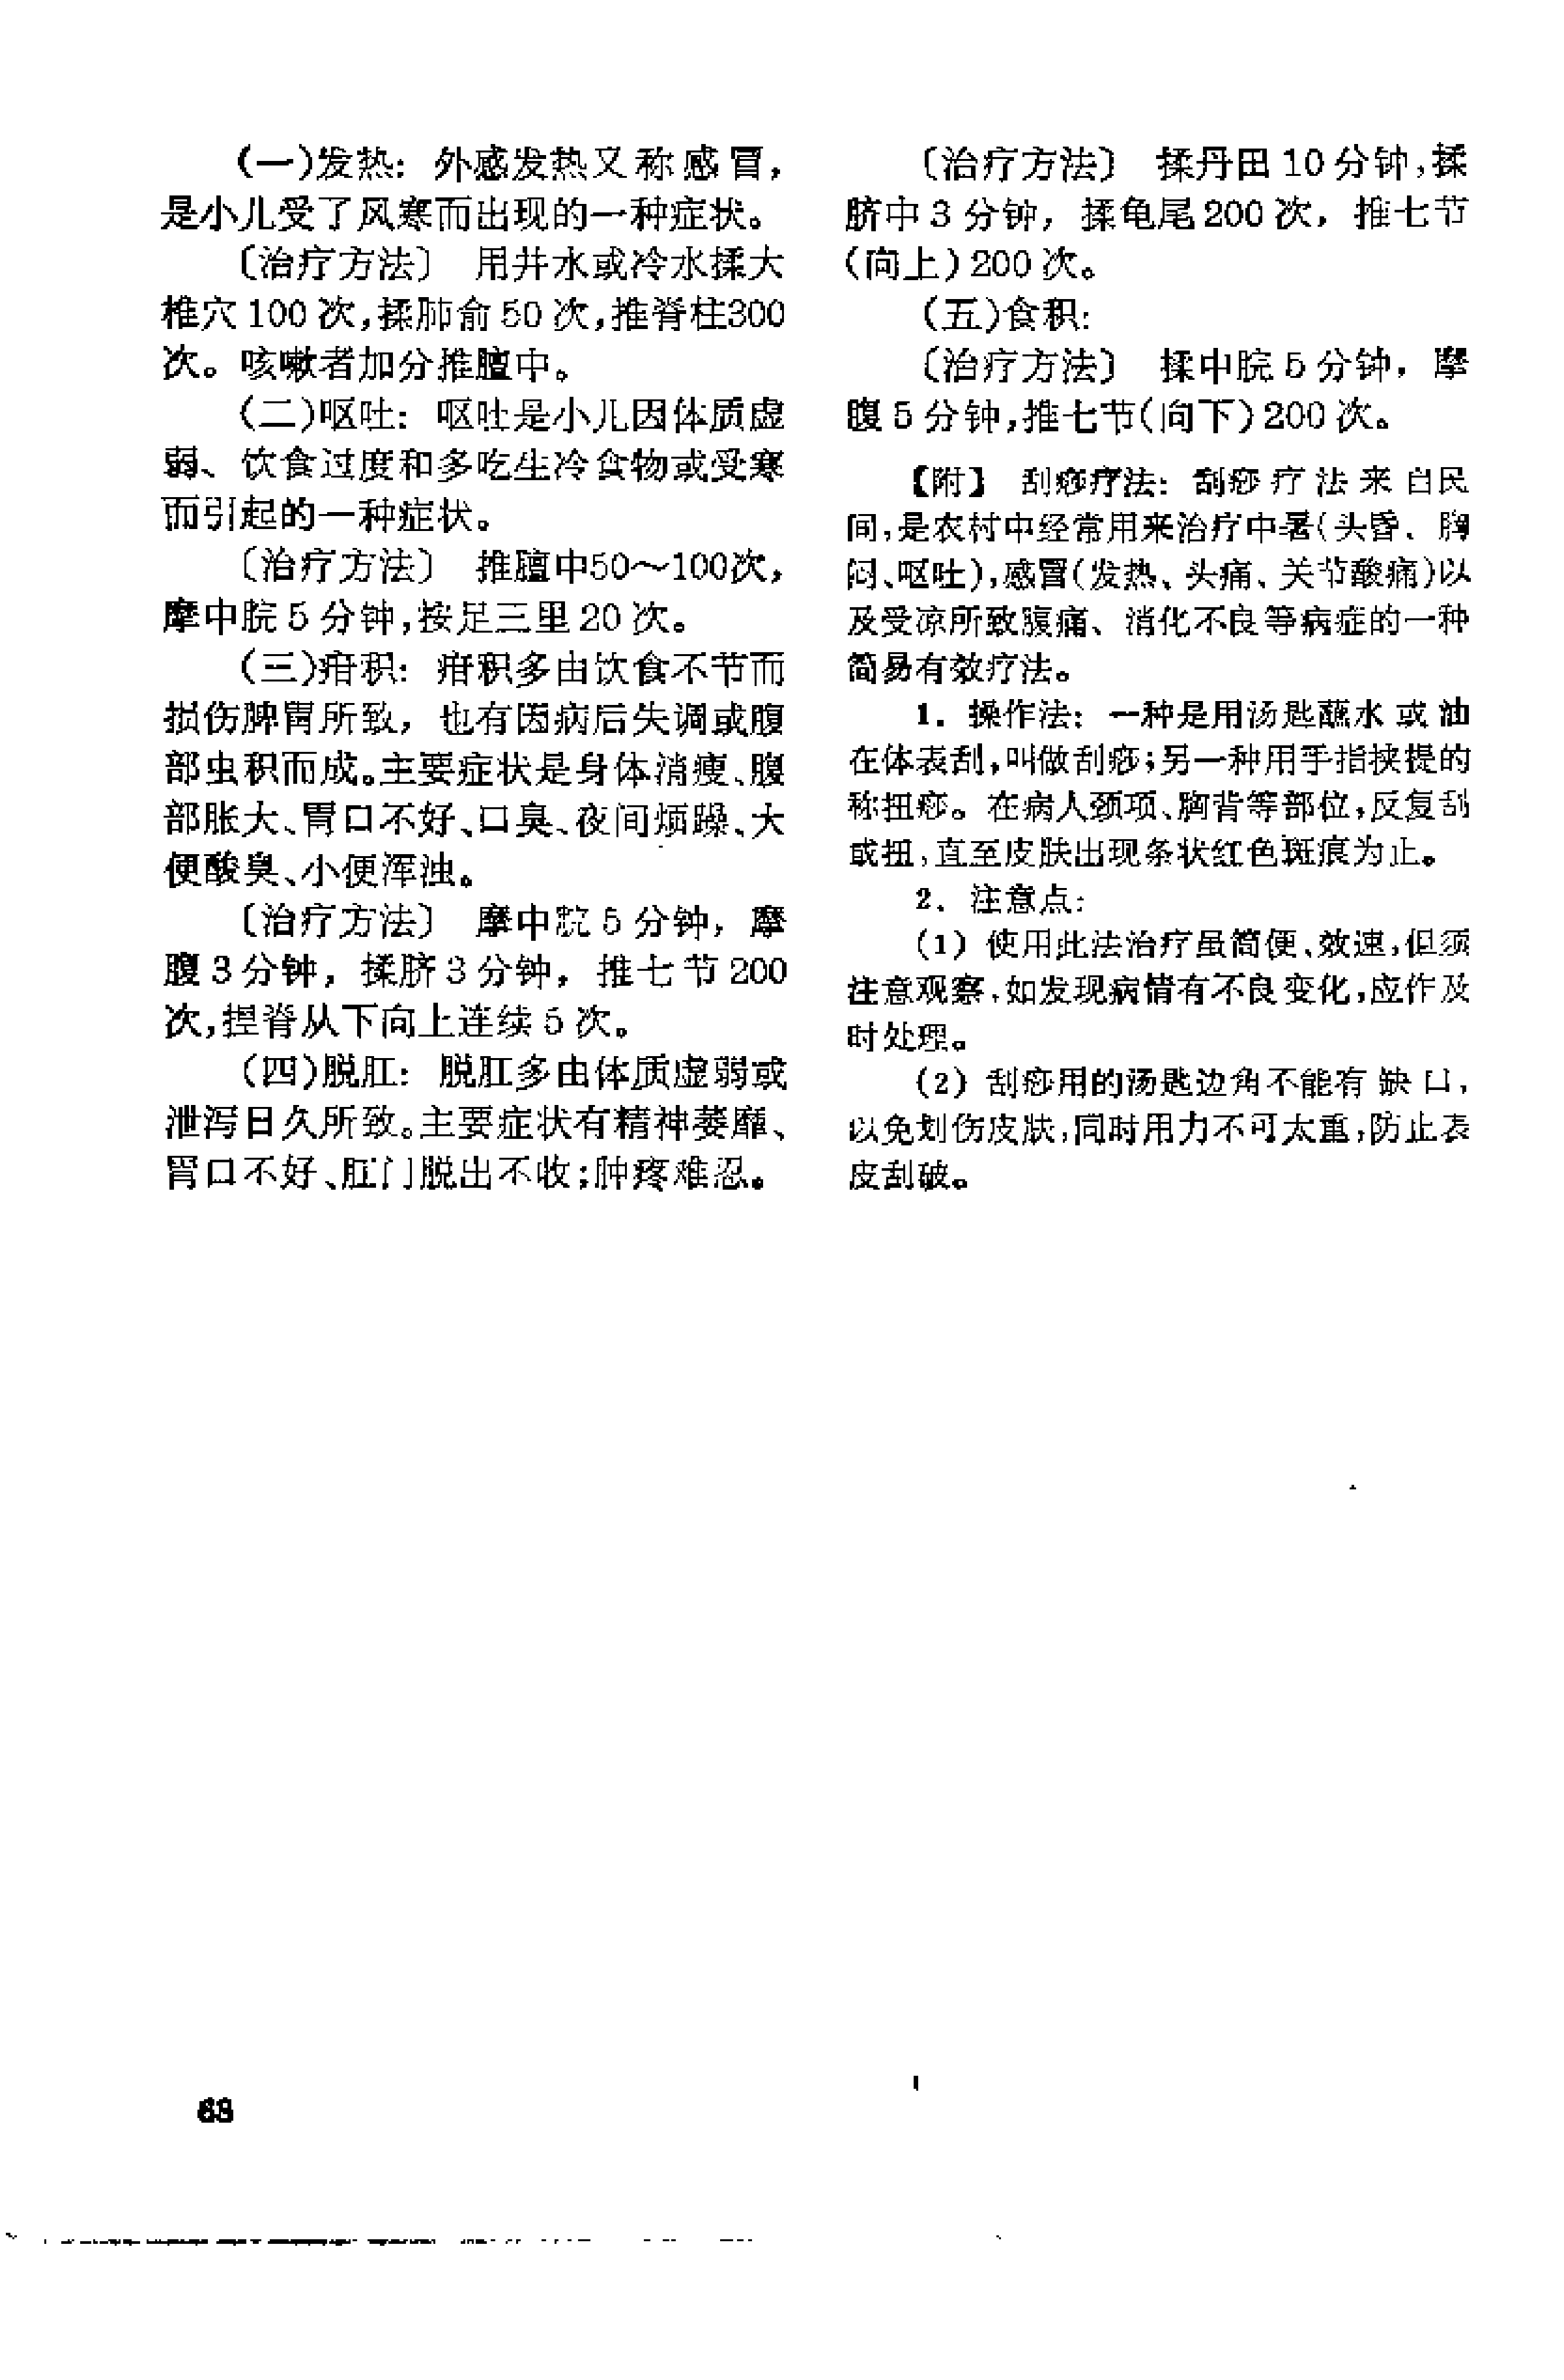 (一)发热：外感发热又称感冒，
是小儿受了风寒而出现的一种症状。
〔治疗方法〕 用井水或冷水揉大
椎穴100次，揉肺俞50次，推脊柱300
次。咳嗽者加分推膻中。
(二)呕吐：呕吐是小儿因体质虚
弱、饮食过度和多吃生冷食物或受寒
而引起的一种症状。
〔治疗方法〕 推膻中50～100次，
摩中脘5分钟，按足三里20次。
(三)疳积：疳积多由饮食不节而
损伤脾胃所致，也有因病后失调或腹
部虫积而成。主要症状是身体消瘦、腹
部胀大、胃口不好、口臭、夜间烦躁、大
便酸臭、小便浑浊。
〔治疗方法〕 摩中脘5分钟，摩
腹3分钟，揉脐3分钟，推七节200
次，捏脊从下向上连续5次。
(四)脱肛：脱肛多由体质虚弱或
泄泻日久所致。主要症状有精神萎靡、
胃口不好、肛门脱出不收；肿疼难忍。
〔治疗方法〕 揉丹田10分钟，揉
脐中3分钟，揉龟尾200次，推七节
(向上)200次。
(五)食积：
〔治疗方法〕 揉中脘5分钟，摩
腹5分钟，推七节(向下)200次。
【附】 刮痧疗法：刮痧疗法来自民
间，是农村中经常用来治疗中暑(头昏、胸
闷、呕吐)，感冒(发热、头痛、关节酸痛)以
及受凉所致腹痛、消化不良等病症的一种
简易有效疗法。
1. 操作法：一种是用汤匙蘸水或油
在体表刮，叫做刮痧；另一种用手指挟提的
称扭痧。在病人颈项、胸背等部位，反复刮
或扭，直至皮肤出现条状红色斑痕为止。
2. 注意点：
(1) 使用此法治疗虽简便、效速，但须
注意观察，如发现病情有不良变化，应作及
时处理。
(2) 刮痧用的汤匙边角不能有缺口，
以免划伤皮肤，同时用力不可太重，防止表
皮刮破。
68